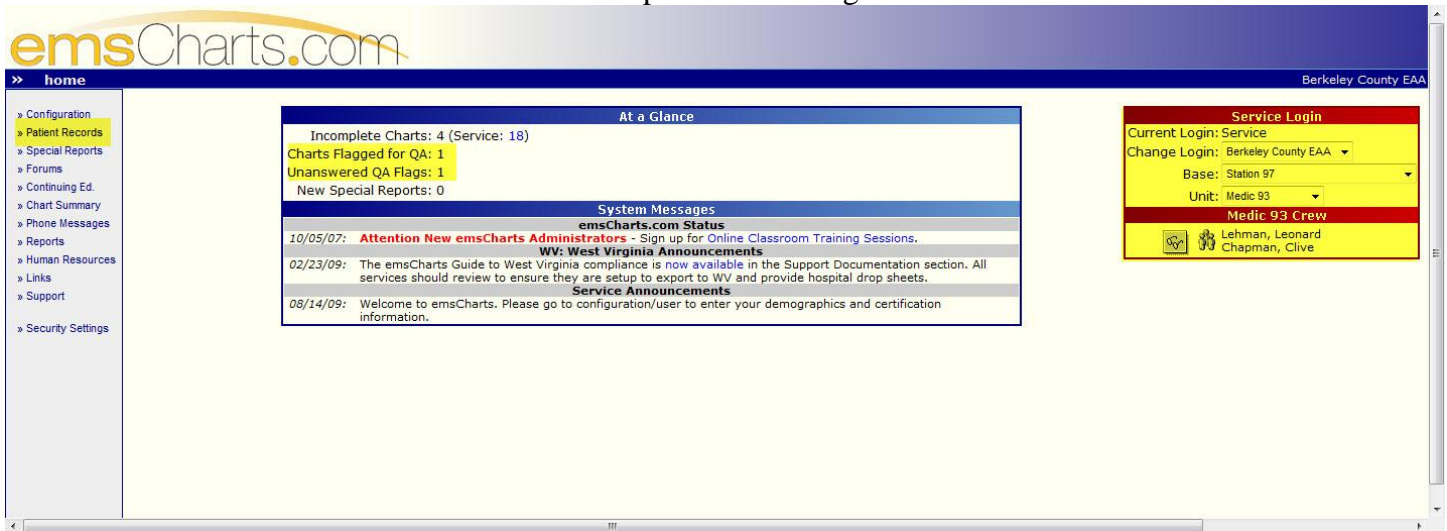 emsCharts.com
» home
Berkeley County EAA
» Configuration
» Patient Records
» Special Reports
» Forums
» Continuing Ed.
» Chart Summary
» Phone Messages
» Reports
» Human Resources
» Links
» Support
» Security Settings
At a Glance
Incomplete Charts: 4 (Service: 18)
Charts Flagged for QA: 1
Unanswered QA Flags: 1
New Special Reports: 0
System Messages
emsCharts.com Status
10/05/07: Attention New emsCharts Administrators - Sign up for Online Classroom Training Sessions.
WV: West Virginia Announcements
02/23/09: The emsCharts Guide to West Virginia compliance is now available in the Support Documentation section. All
services should review to ensure they are setup to export to WV and provide hospital drop sheets.
Service Announcements
08/14/09: Welcome to emsCharts. Please go to configuration/user to enter your demographics and certification
information.
Service Login
Current Login: Service
Change Login: Berkeley County EAA
Base: Station 97
Unit: Medic 93
Medic 93 Crew
Lehman, Leonard
Chapman, Clive